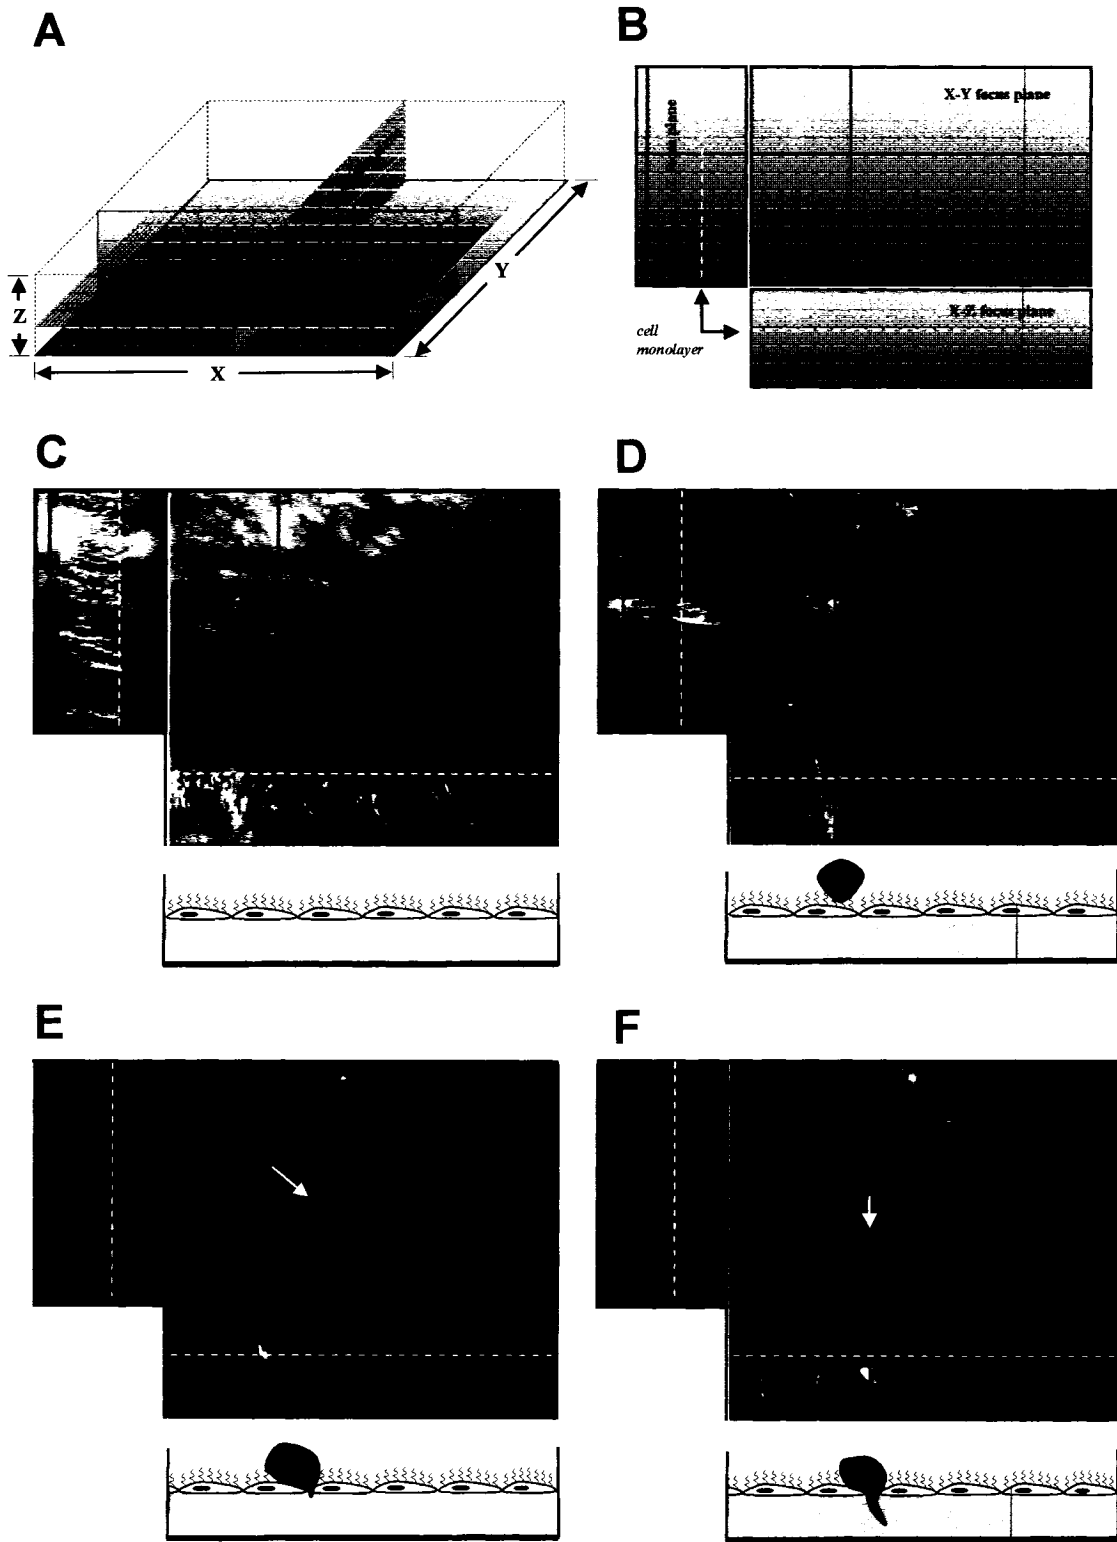 A
B
X-Y focus plane
plane
Z
Y
X
X-Z focus plane
cell
monolayer
C
D
E
F